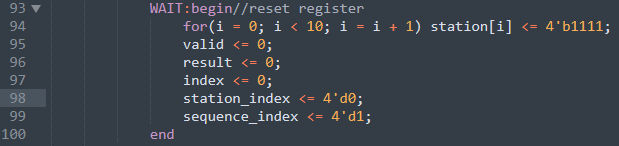 93 WAIT:begin//reset register
94 for(i = 0; i < 10; i = i + 1) station[i] <= 4'b1111;
95 valid <= 0;
96 result <= 0;
97 index <= 0;
98 station_index <= 4'd0;
99 sequence_index <= 4'd1;
100 end